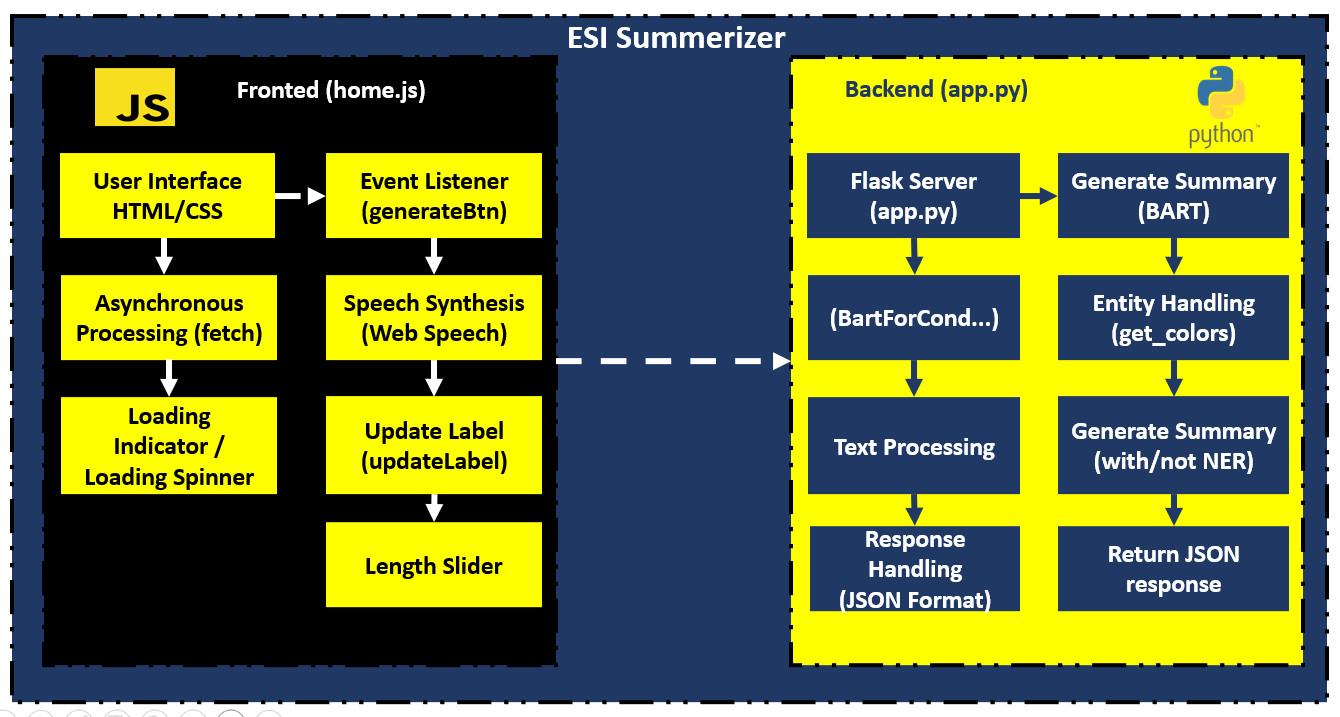 ESI Summerizer
JS
Fronted (home.js)
User Interface
HTML/CSS
Event Listener
(generateBtn)
Asynchronous
Processing (fetch)
Speech Synthesis
(Web Speech)
Loading
Indicator /
Loading Spinner
Update Label
(updateLabel)
Length Slider
Backend (app.py)
python™
Flask Server
(app.py)
Generate Summary
(BART)
(BartForCond...)
Entity Handling
(get_colors)
Text Processing
Generate Summary
(with/not NER)
Response
Handling
(JSON Format)
Return JSON
response